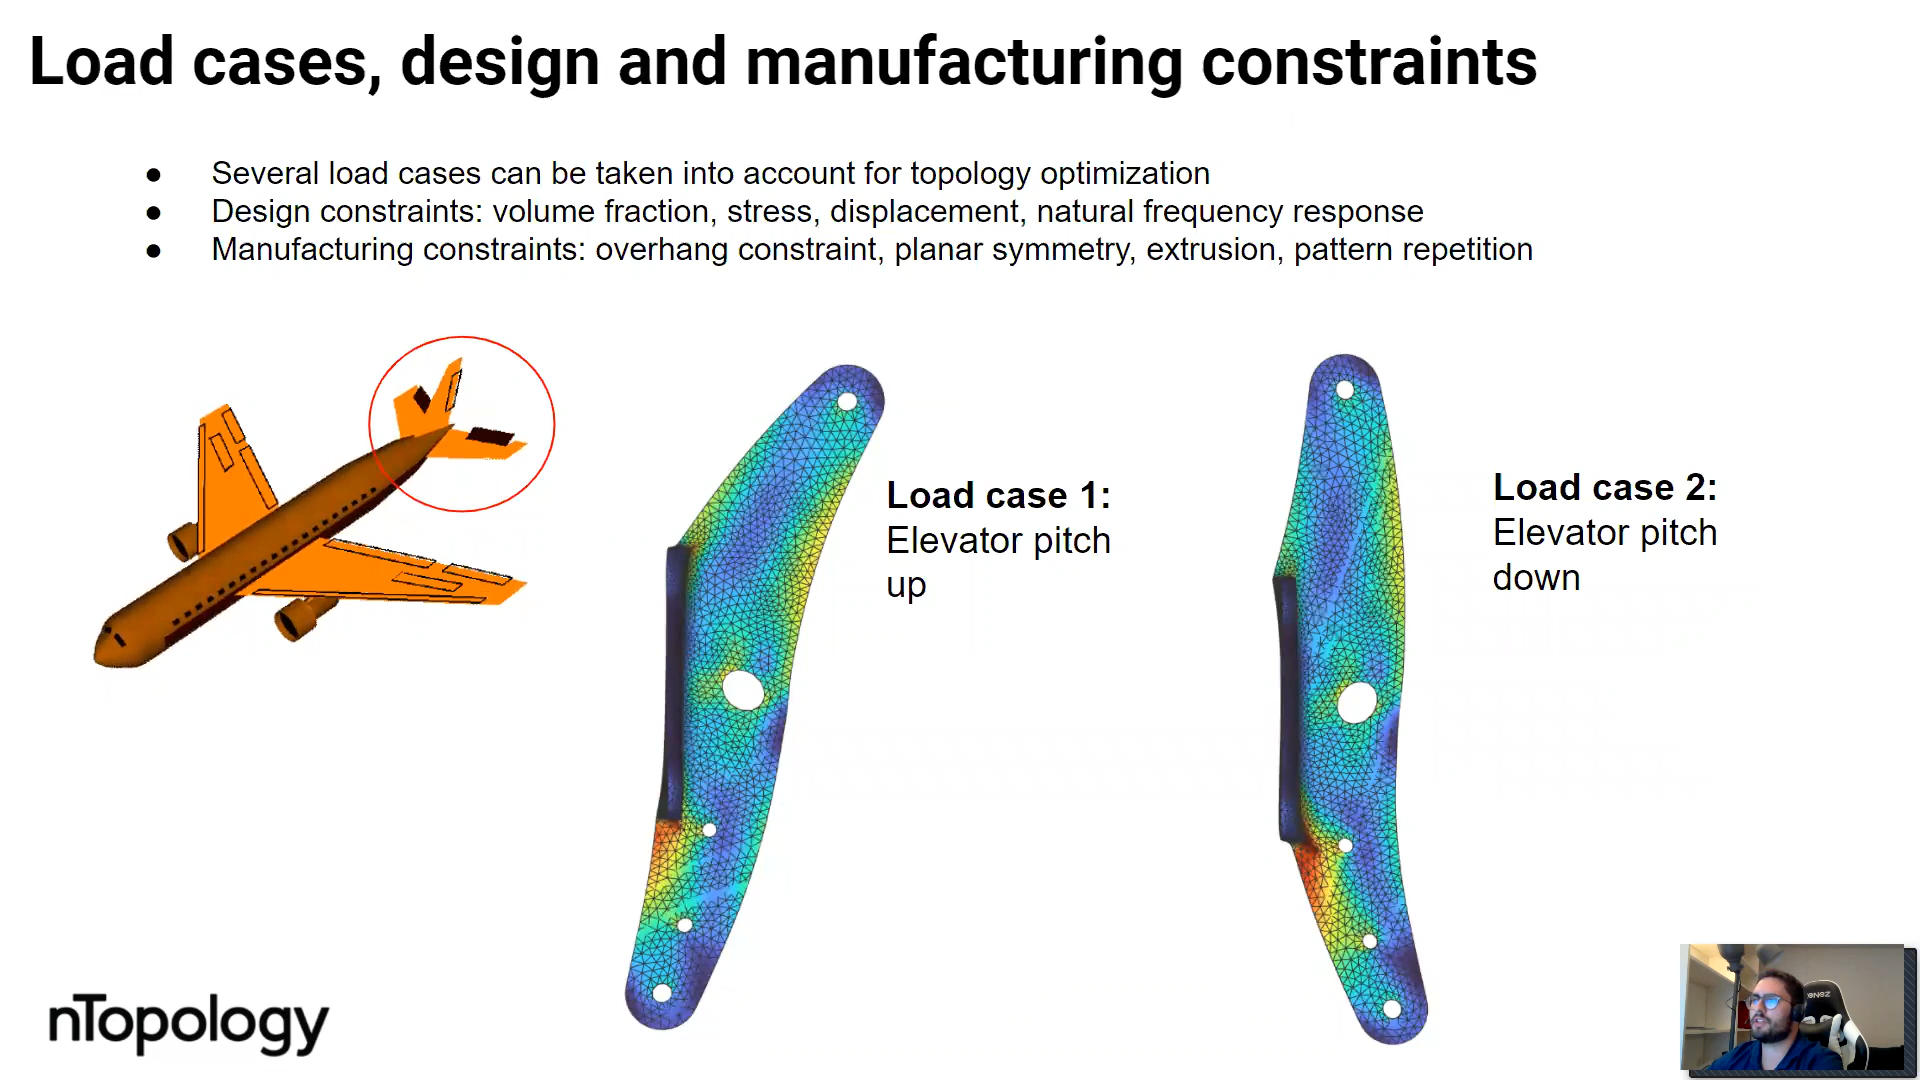 Load cases, design and manufacturing constraints
● Several load cases can be taken into account for topology optimization
● Design constraints: volume fraction, stress, displacement, natural frequency response
● Manufacturing constraints: overhang constraint, planar symmetry, extrusion, pattern repetition
Load case 1:
Elevator pitch
up
Load case 2:
Elevator pitch
down
nTopology